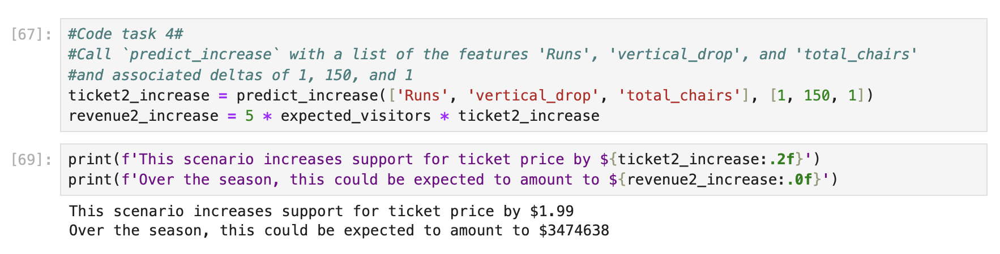 [67]:
#Code task 4#
#Call `predict_increase` with a list of the features 'Runs', 'vertical_drop', and 'total_chairs'
#and associated deltas of 1, 150, and 1
ticket2_increase = predict_increase(['Runs', 'vertical_drop', 'total_chairs'], [1, 150, 1])
revenue2_increase = 5 * expected_visitors * ticket2_increase
[69]:
print(f'This scenario increases support for ticket price by ${ticket2_increase:.2f}')
print(f'Over the season, this could be expected to amount to ${revenue2_increase:.0f}')
This scenario increases support for ticket price by $1.99
Over the season, this could be expected to amount to $3474638